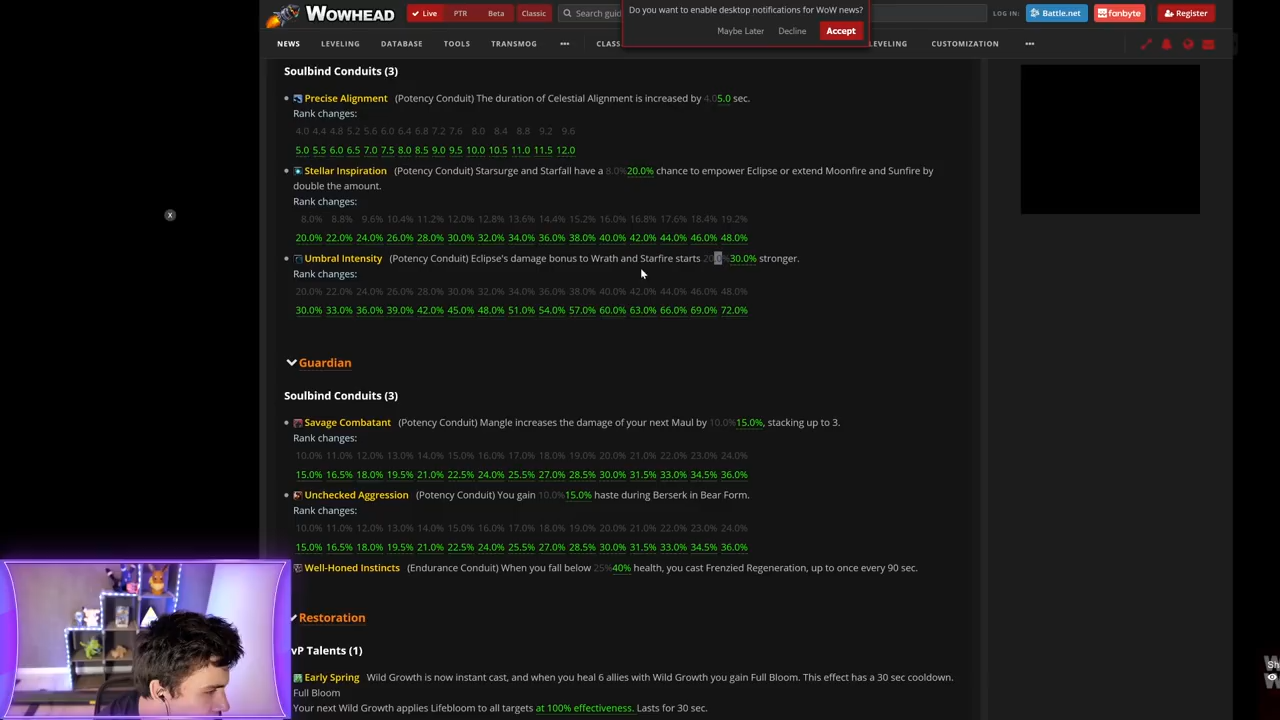 Do you want to enable desktop notifications for WoW news?
Maybe Later Decline Accept
WOWHEAD Live PTR Beta Classic Search guid LOG IN: Battle.net fanbyte Register
NEWS LEVELING DATABASE TOOLS TRANSMOG ••• CLASS LEVELING CUSTOMIZATION •••
Soulbind Conduits (3)
Precise Alignment (Potency Conduit) The duration of Celestial Alignment is increased by 4.05.0 sec.
Rank changes:
4.0 4.4 4.8 5.2 5.6 6.0 6.4 6.8 7.2 7.6 8.0 8.4 8.8 9.2 9.6
5.0 5.5 6.0 6.5 7.0 7.5 8.0 8.5 9.0 9.5 10.0 10.5 11.0 11.5 12.0
Stellar Inspiration (Potency Conduit) Starsurge and Starfall have a 8.0%20.0% chance to empower Eclipse or extend Moonfire and Sunfire by
double the amount.
Rank changes:
8.0% 8.8% 9.6% 10.4% 11.2% 12.0% 12.8% 13.6% 14.4% 15.2% 16.0% 16.8% 17.6% 18.4% 19.2%
20.0% 22.0% 24.0% 26.0% 28.0% 30.0% 32.0% 34.0% 36.0% 38.0% 40.0% 42.0% 44.0% 46.0% 48.0%
x
Umbral Intensity (Potency Conduit) Eclipse's damage bonus to Wrath and Starfire starts 20.0%30.0% stronger.
Rank changes:
20.0% 22.0% 24.0% 26.0% 28.0% 30.0% 32.0% 34.0% 36.0% 38.0% 40.0% 42.0% 44.0% 46.0% 48.0%
30.0% 33.0% 36.0% 39.0% 42.0% 45.0% 48.0% 51.0% 54.0% 57.0% 60.0% 63.0% 66.0% 69.0% 72.0%
Guardian
Soulbind Conduits (3)
Savage Combatant (Potency Conduit) Mangle increases the damage of your next Maul by 10.0%15.0%, stacking up to 3.
Rank changes:
10.0% 11.0% 12.0% 13.0% 14.0% 15.0% 16.0% 17.0% 18.0% 19.0% 20.0% 21.0% 22.0% 23.0% 24.0%
15.0% 16.5% 18.0% 19.5% 21.0% 22.5% 24.0% 25.5% 27.0% 28.5% 30.0% 31.5% 33.0% 34.5% 36.0%
Unchecked Aggression (Potency Conduit) You gain 10.0%15.0% haste during Berserk in Bear Form.
Rank changes:
10.0% 11.0% 12.0% 13.0% 14.0% 15.0% 16.0% 17.0% 18.0% 19.0% 20.0% 21.0% 22.0% 23.0% 24.0%
15.0% 16.5% 18.0% 19.5% 21.0% 22.5% 24.0% 25.5% 27.0% 28.5% 30.0% 31.5% 33.0% 34.5% 36.0%
Well-Honed Instincts (Endurance Conduit) When you fall below 25%40% health, you cast Frenzied Regeneration, up to once every 90 sec.
Restoration
vP Talents (1)
Early Spring Wild Growth is now instant cast, and when you heal 6 allies with Wild Growth you gain Full Bloom. This effect has a 30 sec cooldown.
Full Bloom
Your next Wild Growth applies Lifebloom to all targets at 100% effectiveness. Lasts for 30 sec.